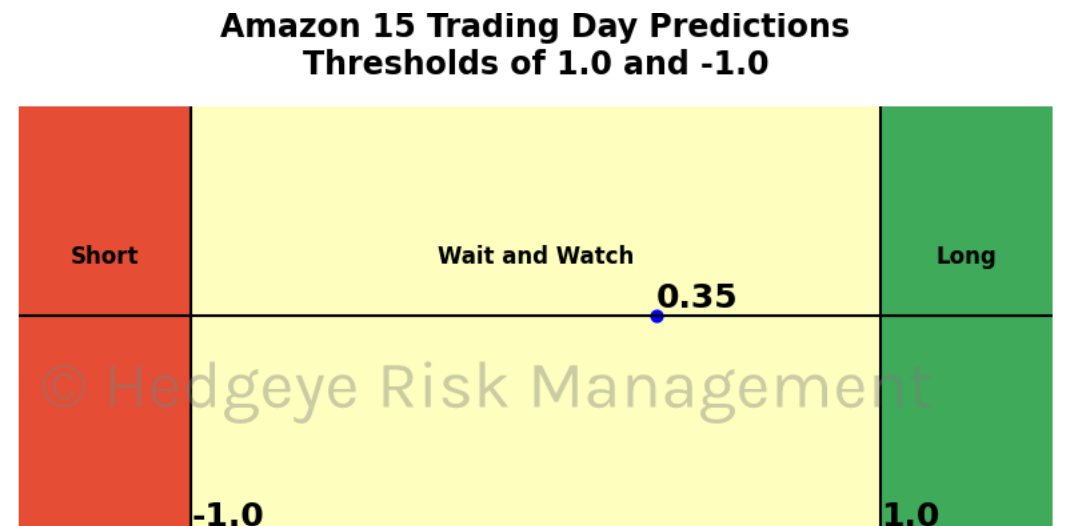 Amazon 15 Trading Day Predictions
Thresholds of 1.0 and -1.0
Short
Wait and Watch
Long
0.35
© Hedgeye Risk Management
-1.0
1.0